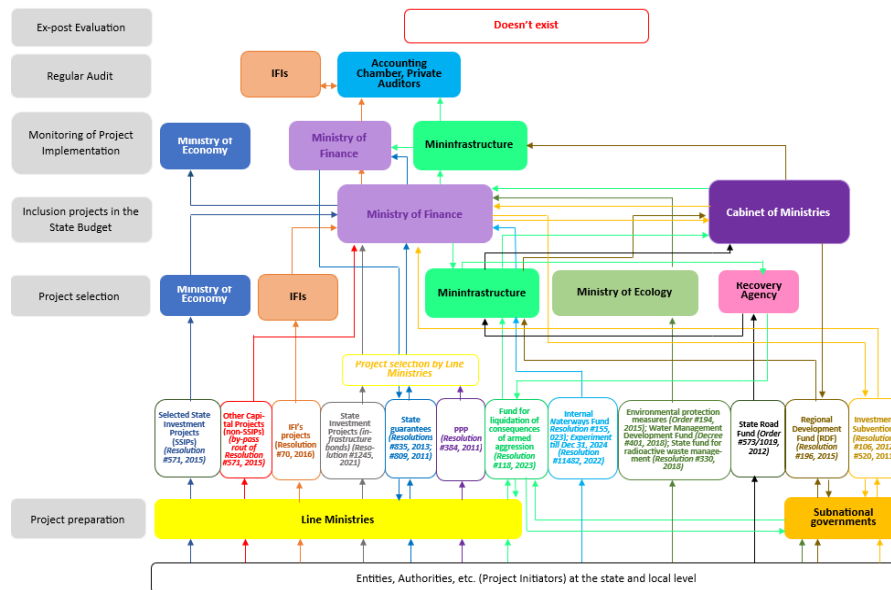 Ex-post Evaluation
Doesn't exist
Regular Audit
IFIs
Accounting
Chamber, Private
Auditors
Monitoring of Project
Implementation
Ministry of
Economy
Ministry of
Finance
Mininfrastructure
Inclusion projects in the
State Budget
Ministry of Finance
Cabinet of Ministries
Project selection
Ministry of
Economy
IFIs
Mininfrastructure
Ministry of Ecology
Recovery
Agency
Project selection by Line
Ministries
Selected State
Investment
Projects
(SSIPs)
(Resolution
#571, 2015)
Other Capi-
tal Projects
(non-SSIPs)
(by-pass
rout of
Resolution
#571, 2015)
IFI's
projects
(Resolution
#70, 2016)
State
Investment
Projects (in-
frastructure
bonds) (Reso-
lution #1245,
2021)
State
guarantees
(Resolutions
#835, 2013;
#809, 2011)
PPP
(Resolution
#384, 2011)
Fund for
liquidation of
consequences
of armed
aggression
(Resolution
#118, 2023)
Internal
Naterways Fund
Resolution #155,
023); Experiment
till Dec 31, 2024
(Resolution
#11482, 2022)
Environmental protection
measures (Order #194,
2015); Water Management
Development Fund (Decree
#401, 2018); State fund for
radioactive waste manage-
ment (Resolution #330,
2018)
State Road
Fund (Order
#573/1019,
2012)
Regional
Development
Fund (RDF)
(Resolution
#196, 2015)
Investment
Subvention
(Resolution
#106, 2012
#520, 2011
Project preparation
Line Ministries
Subnational
governments
Entities, Authorities, etc. (Project Initiators) at the state and local level